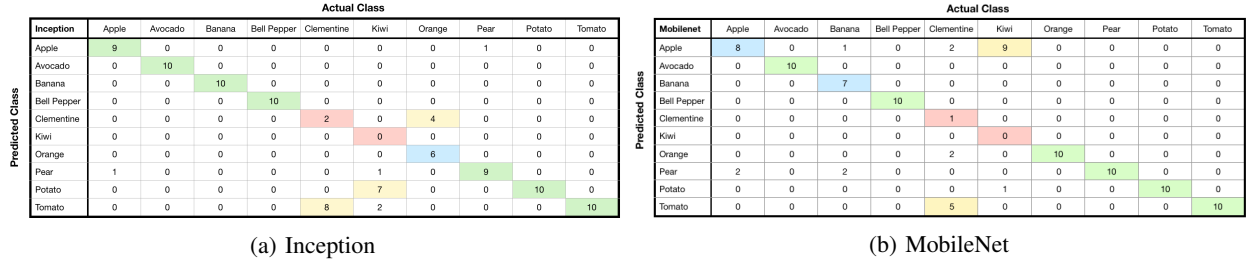 Actual Class
Inception Apple Avocado Banana Bell Pepper Clementine Kiwi Orange Pear Potato Tomato
Predicted Class
Apple 9 0 0 0 0 0 0 1 0 0
Avocado 0 10 0 0 0 0 0 0 0 0
Banana 0 0 10 0 0 0 0 0 0 0
Bell Pepper 0 0 0 10 0 0 0 0 0 0
Clementine 0 0 0 0 2 0 4 0 0 0
Kiwi 0 0 0 0 0 0 0 0 0 0
Orange 0 0 0 0 0 0 6 0 0 0
Pear 1 0 0 0 0 1 0 9 0 0
Potato 0 0 0 0 0 7 0 0 10 0
Tomato 0 0 0 0 8 2 0 0 0 10
(a) Inception
Actual Class
Mobilenet Apple Avocado Banana Bell Pepper Clementine Kiwi Orange Pear Potato Tomato
Predicted Class
Apple 8 0 1 0 2 9 0 0 0 0
Avocado 0 10 0 0 0 0 0 0 0 0
Banana 0 0 7 0 0 0 0 0 0 0
Bell Pepper 0 0 0 10 0 0 0 0 0 0
Clementine 0 0 0 0 1 0 0 0 0 0
Kiwi 0 0 0 0 0 0 0 0 0 0
Orange 0 0 0 0 2 0 10 0 0 0
Pear 2 0 2 0 0 0 0 10 0 0
Potato 0 0 0 0 0 1 0 0 10 0
Tomato 0 0 0 0 5 0 0 0 0 10
(b) MobileNet